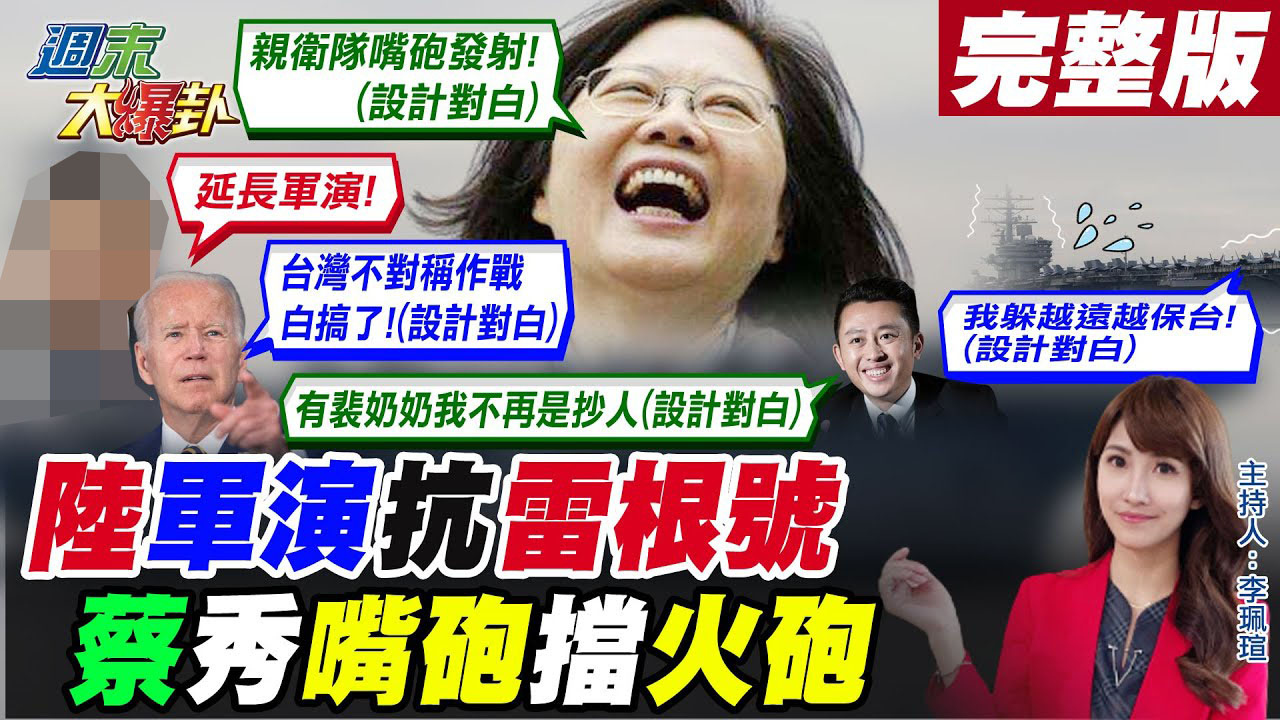 週末
大爆卦
親衛隊嘴砲發射!
(設計對白)
完整版
延長軍演!
台灣不對稱作戰
白搞了!(設計對白)
我躲越遠越保台!
(設計對白)
有裴奶奶我不再是抄人(設計對白)
主持人:李珮瑄
陸軍演抗雷根號
蔡秀嘴砲擋火砲